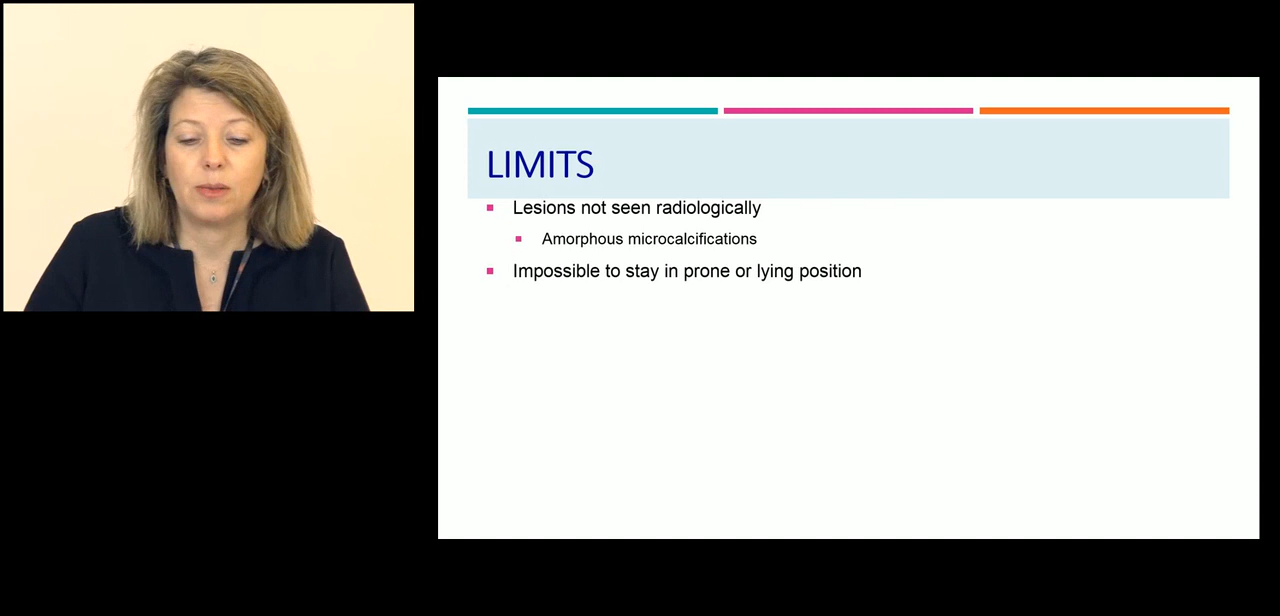 LIMITS
Lesions not seen radiologically
Amorphous microcalcifications
Impossible to stay in prone or lying position